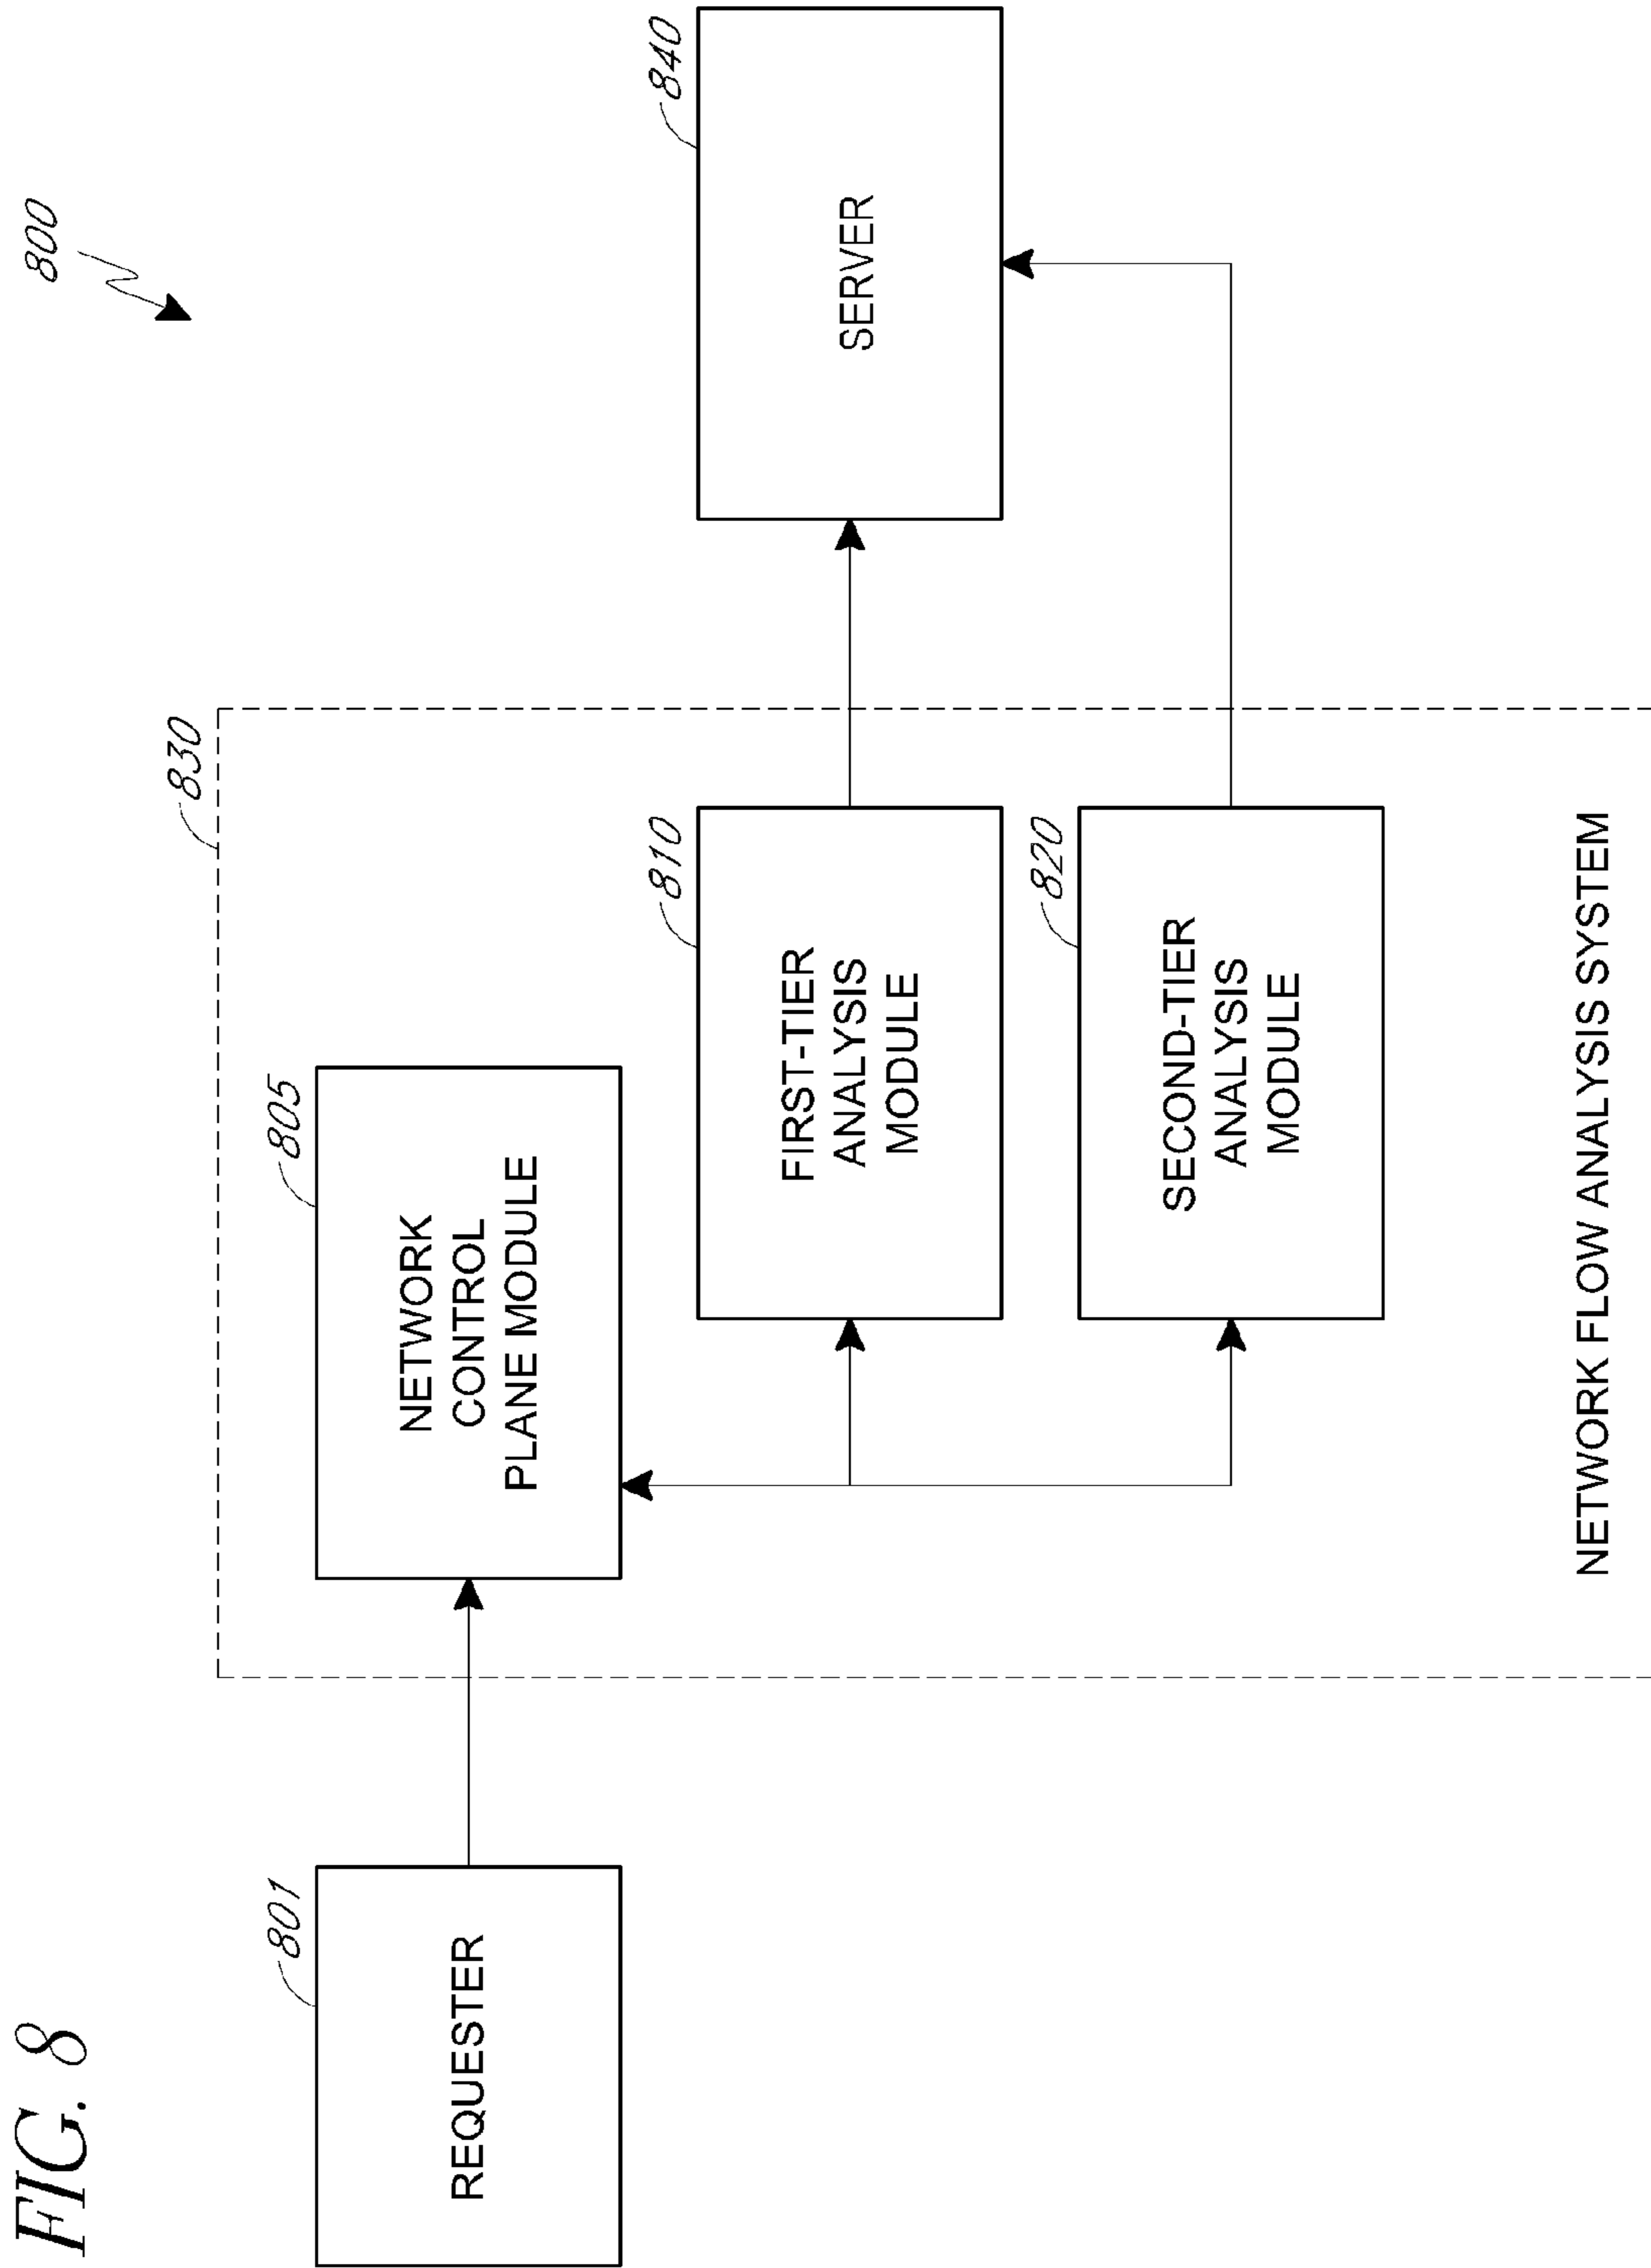 FIG. 8
800
801
REQUESTER
830
805
NETWORK
CONTROL
PLANE MODULE
810
FIRST-TIER
ANALYSIS
MODULE
820
SECOND-TIER
ANALYSIS
MODULE
NETWORK FLOW ANALYSIS SYSTEM
840
SERVER